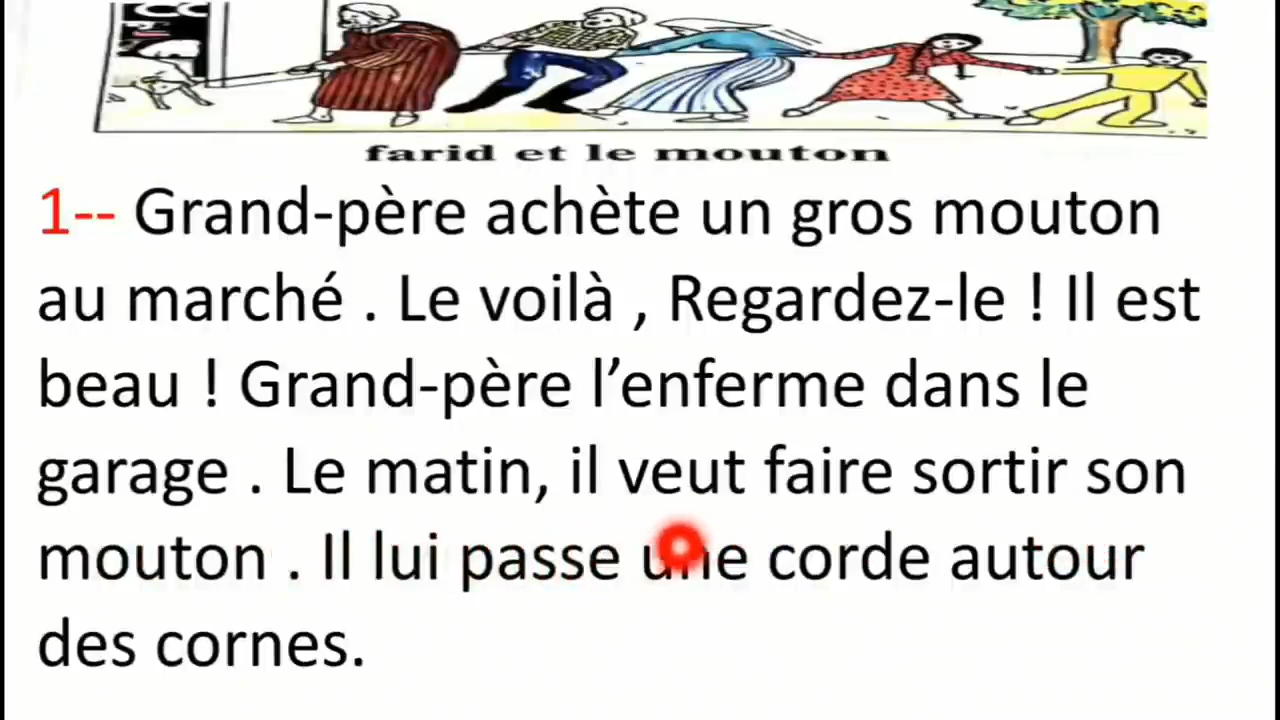 farid et le mouton
1-- Grand-père achète un gros mouton
au marché . Le voilà , Regardez-le ! Il est
beau ! Grand-père l’enferme dans le
garage . Le matin, il veut faire sortir son
mouton . Il lui passe une corde autour
des cornes.